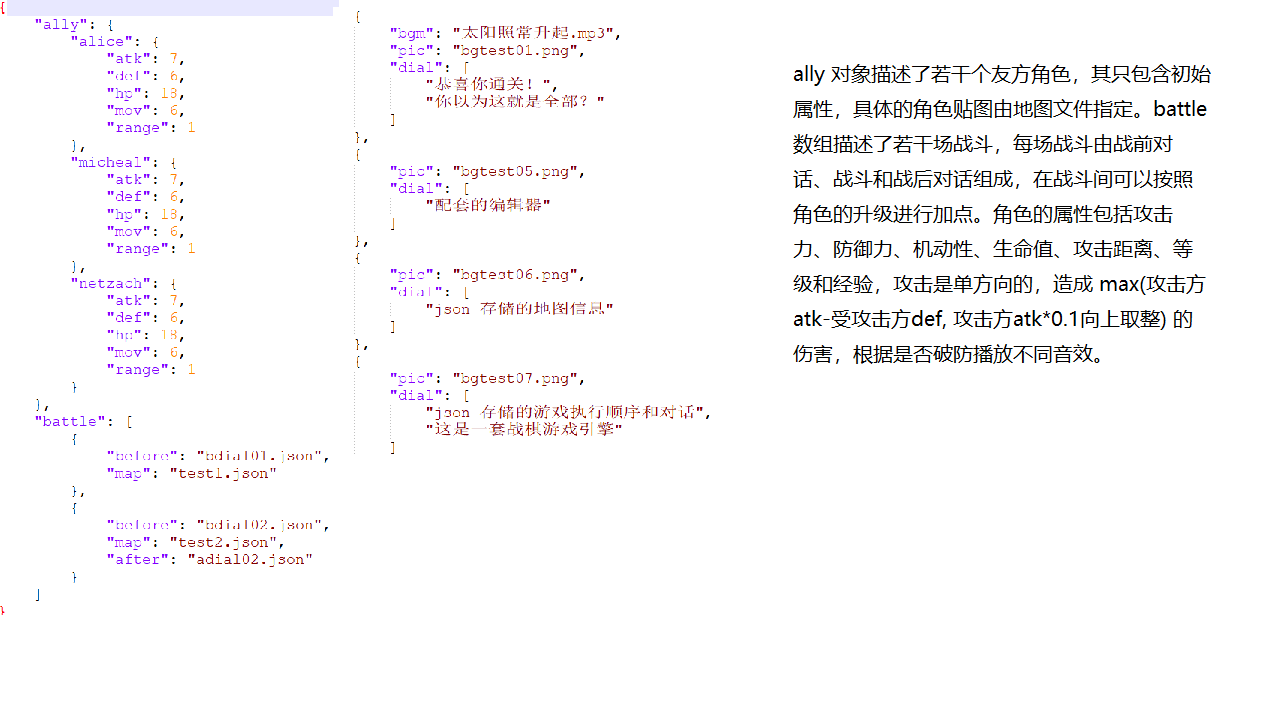 {
"ally": {
"alice": {
"atk": 7,
"def": 6,
"hp": 18,
"mov": 6,
"range": 1
},
"micheal": {
"atk": 7,
"def": 6,
"hp": 18,
"mov": 6,
"range": 1
},
"netzach": {
"atk": 7,
"def": 6,
"hp": 18,
"mov": 6,
"range": 1
}
},
"battle": [
{
"before": "bdial01.json",
"map": "test1.json"
},
{
"before": "bdial02.json",
"map": "test2.json",
"after": "adial02.json"
}
]
}
{
"bgm": "太阳照常升起.mp3",
"pic": "bgtest01.png",
"dial": [
"恭喜你通关！",
"你以为这就是全部？"
]
},
{
"pic": "bgtest05.png",
"dial": [
"配套的编辑器"
]
},
{
"pic": "bgtest06.png",
"dial": [
"json 存储的地图信息"
]
},
{
"pic": "bgtest07.png",
"dial": [
"json 存储的游戏执行顺序和对话",
"这是一套战棋游戏引擎"
]
ally 对象描述了若干个友方角色，其只包含初始
属性，具体的角色贴图由地图文件指定。battle
数组描述了若干场战斗，每场战斗由战前对
话、战斗和战后对话组成，在战斗间可以按照
角色的升级进行加点。角色的属性包括攻击
力、防御力、机动性、生命值、攻击距离、等
级和经验，攻击是单方向的，造成 max(攻击方
atk-受攻击方def, 攻击方atk*0.1向上取整) 的
伤害，根据是否破防播放不同音效。